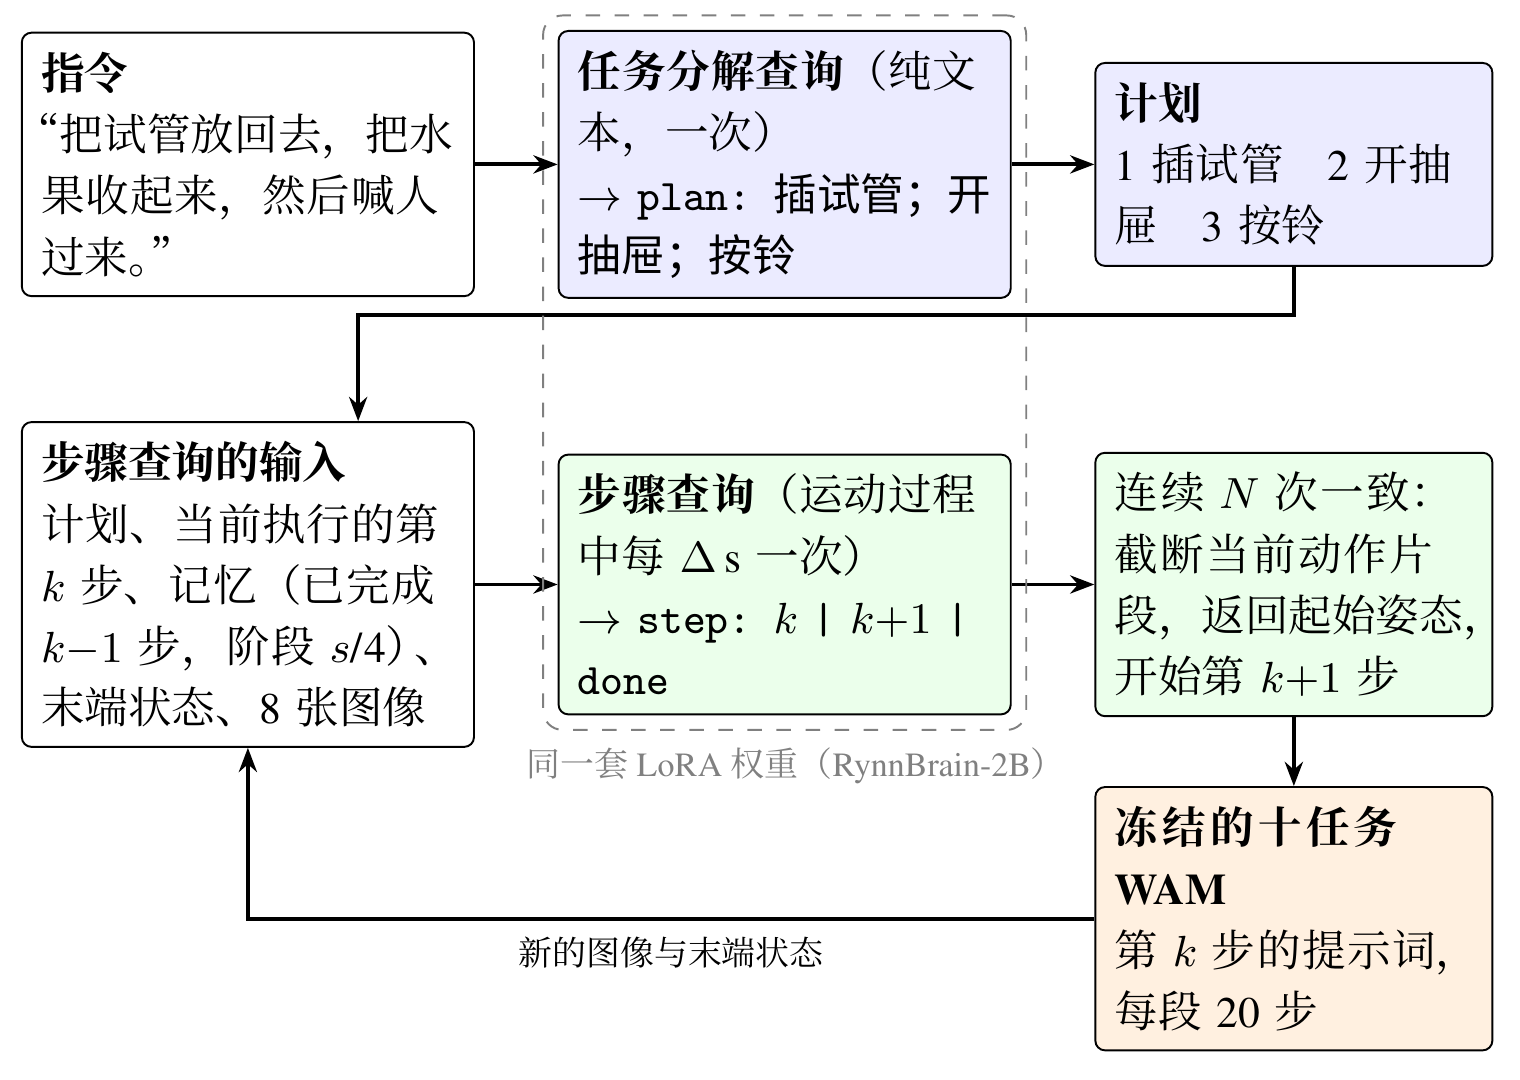 指令
“把试管放回去，把水
果收起来，然后喊人
过来。”
任务分解查询（纯文
本，一次）
→ plan: 插试管；开
抽屉；按铃
计划
1 插试管　2 开抽
屉　3 按铃
步骤查询的输入
计划、当前执行的第
k 步、记忆（已完成
k−1 步，阶段 s/4）、
末端状态、8 张图像
步骤查询（运动过程
中每 Δ s 一次）
→ step: k | k+1 |
done
连续 N 次一致：
截断当前动作片
段，返回起始姿态，
开始第 k+1 步
同一套 LoRA 权重（RynnBrain-2B）
冻结的十任务
WAM
第 k 步的提示词，
每段 20 步
新的图像与末端状态